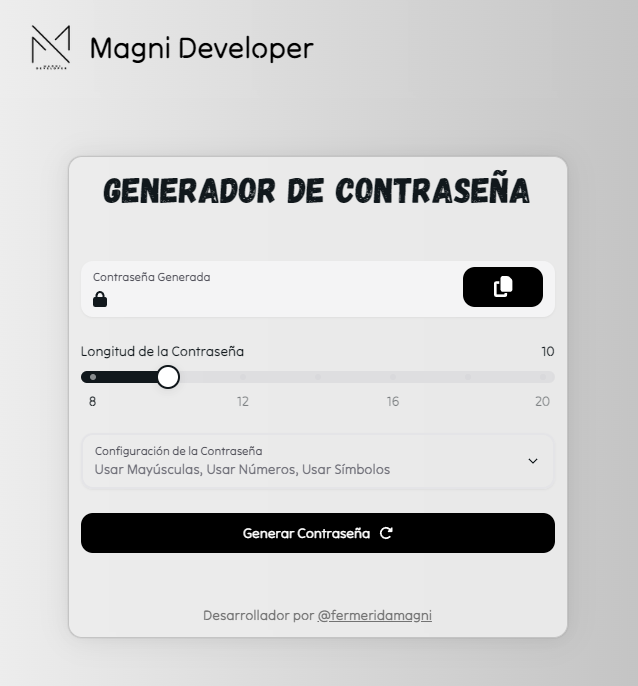 Magni Developer
GENERADOR DE CONTRASEÑA
Contraseña Generada
Longitud de la Contraseña 10
8 12 16 20
Configuración de la Contraseña
Usar Mayúsculas, Usar Números, Usar Símbolos
Generar Contraseña
Desarrollador por @fermeridamagni